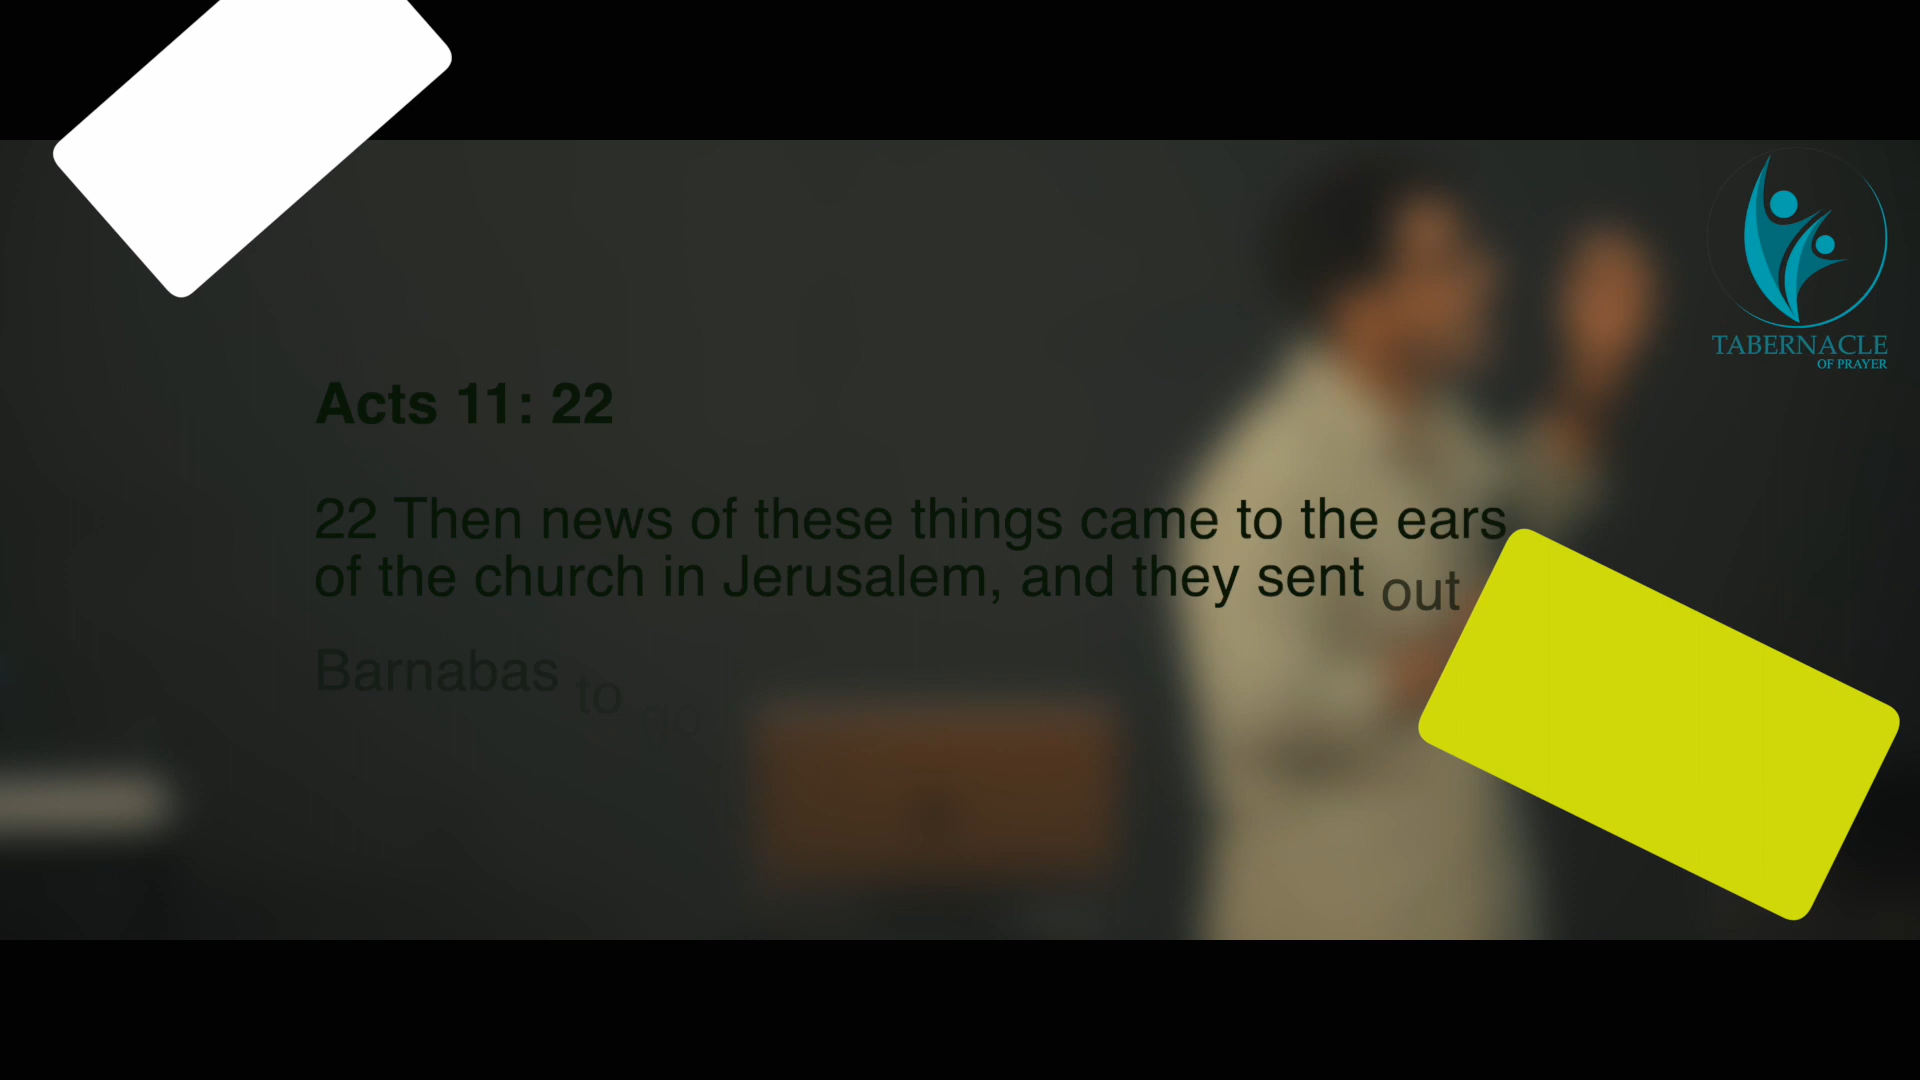 TABERNACLE
OF PRAYER
Acts 11: 22
22 Then news of these things came to the ears
of the church in Jerusalem, and they sent out
Barnabas to go